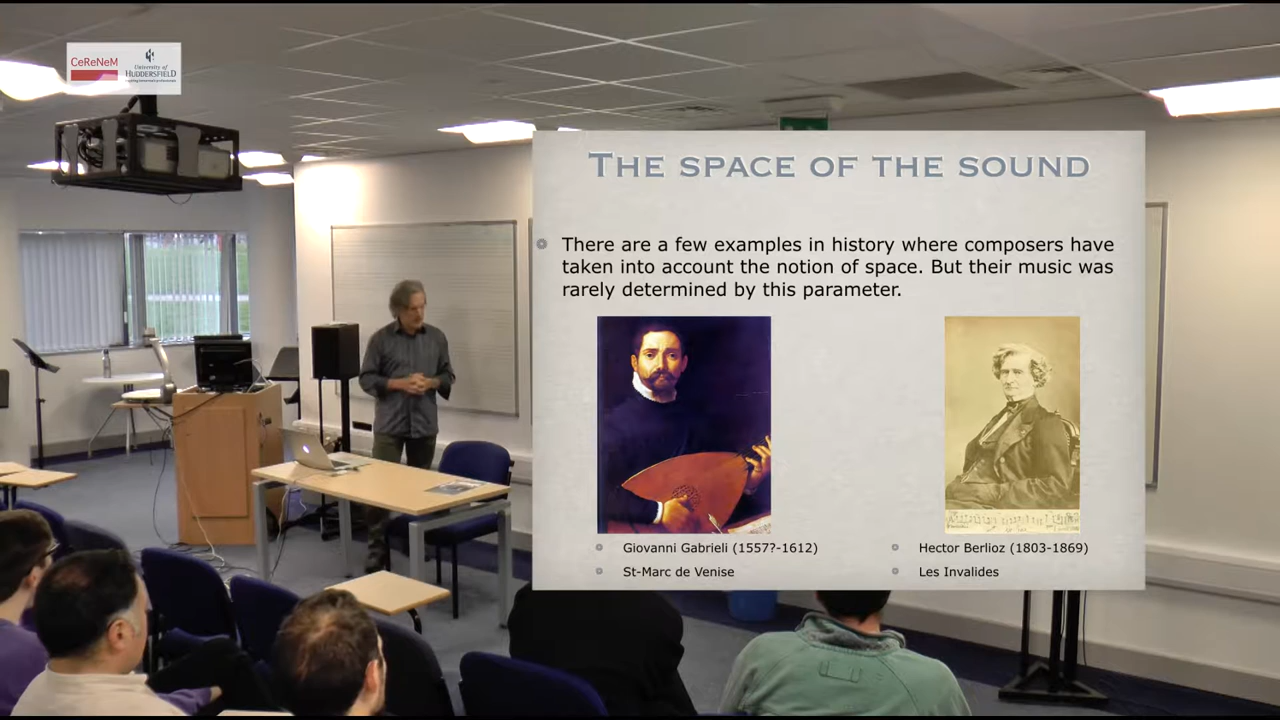 CeReNeM
University of
HUDDERSFIELD
THE SPACE OF THE SOUND
There are a few examples in history where composers have
taken into account the notion of space. But their music was
rarely determined by this parameter.
Giovanni Gabrieli (1557?-1612)
St-Marc de Venise
Hector Berlioz (1803-1869)
Les Invalides